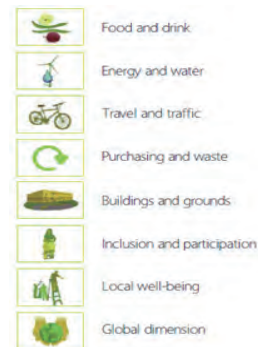 Food and drink
Energy and water
Travel and traffic
Purchasing and waste
Buildings and grounds
Inclusion and participation
Local well-being
Global dimension